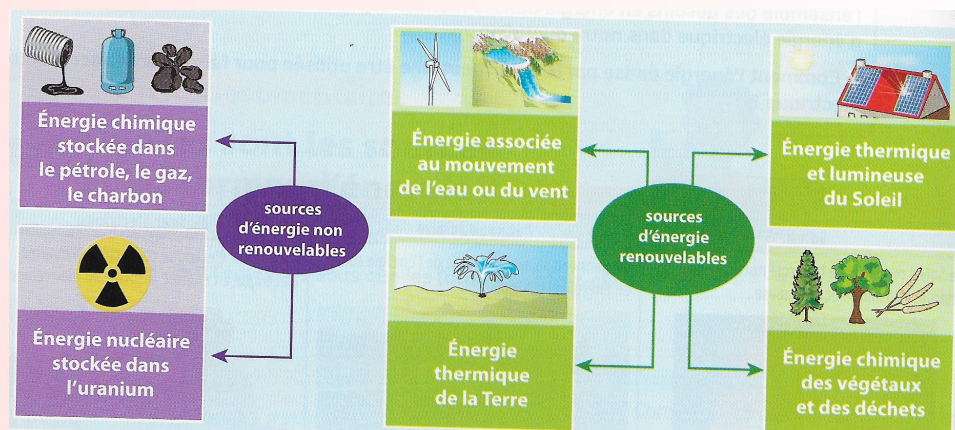 Énergie chimique
stockée dans
le pétrole, le gaz,
le charbon
sources
d'énergie non
renouvelables
Énergie nucléaire
stockée dans
l'uranium
Énergie associée
au mouvement
de l'eau ou du vent
sources
d'énergie
renouvelables
Énergie
thermique
de la Terre
Énergie thermique
et lumineuse
du Soleil
Énergie chimique
des végétaux
et des déchets